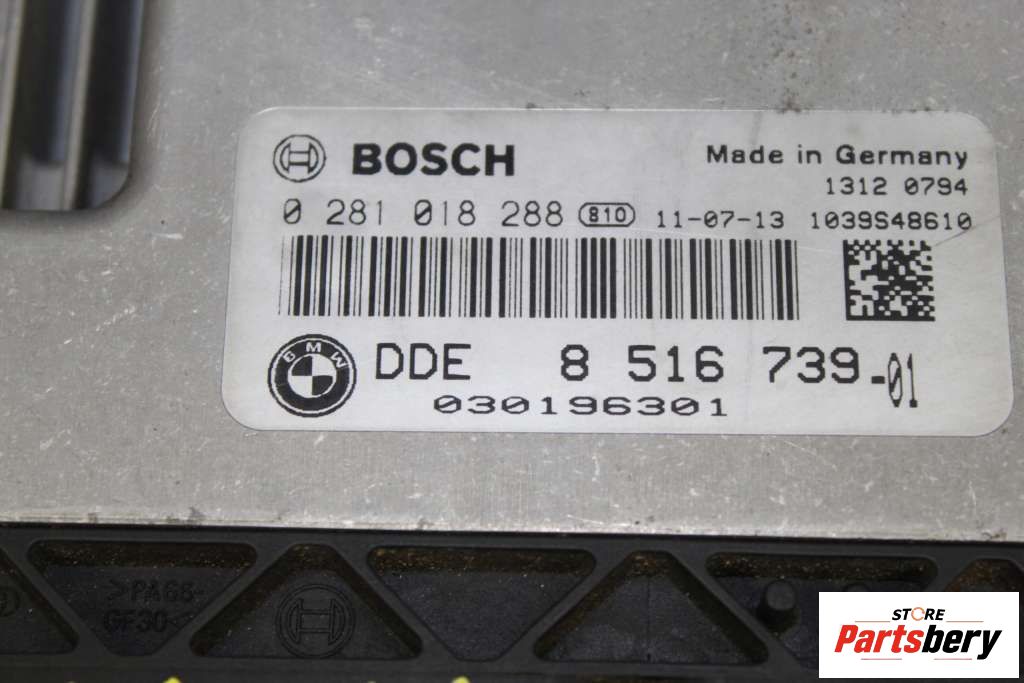 BOSCH
Made in Germany
1312 0794
0 281 018 288 810 11-07-13 1039S48610
BMW
DDE 8 516 739-01
030196301
>PA66-
GF30<
STORE
Partsbery